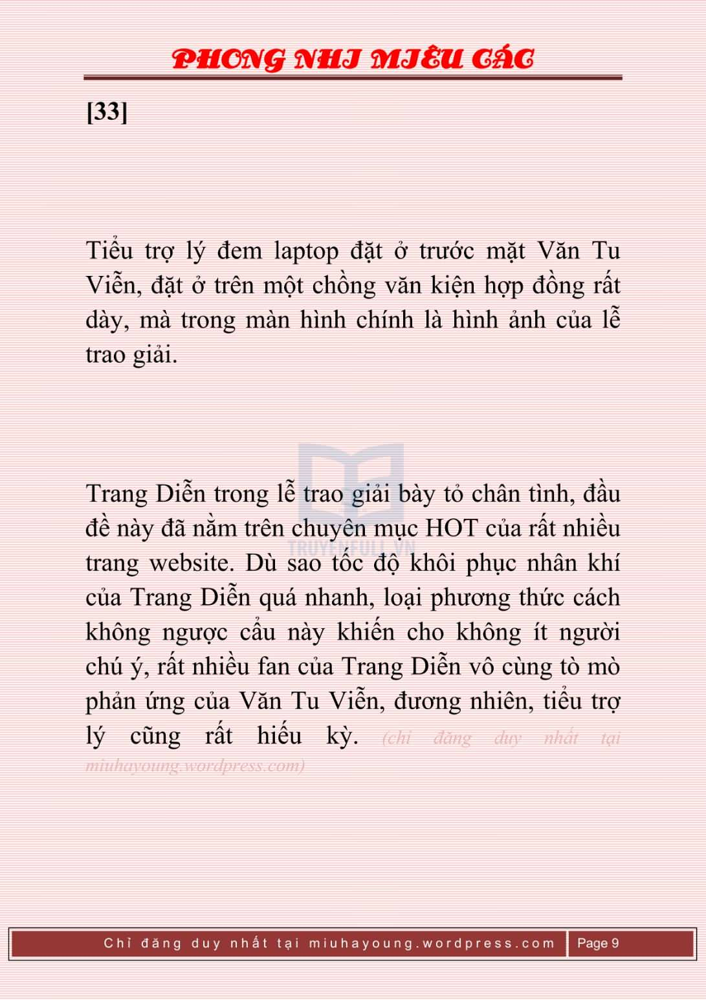 PHONG NHI MIÊU CÁC
[33]
Tiểu trợ lý đem laptop đặt ở trước mặt Văn Tu
Viễn, đặt ở trên một chồng văn kiện hợp đồng rất
dày, mà trong màn hình chính là hình ảnh của lễ
trao giải.
Trang Diễn trong lễ trao giải bày tỏ chân tình, đầu
đề này đã nằm trên chuyên mục HOT của rất nhiều
TRUYENFULL.VN
trang website. Dù sao tốc độ khôi phục nhân khí
của Trang Diễn quá nhanh, loại phương thức cách
không ngược cẩu này khiến cho không ít người
chú ý, rất nhiều fan của Trang Diễn vô cùng tò mò
phản ứng của Văn Tu Viễn, đương nhiên, tiểu trợ
lý cũng rất hiếu kỳ. (chỉ đăng duy nhất tại
miuhayoung.wordpress.com)
Chỉ đăng duy nhất tại miuhayoung.wordpress.com Page 9